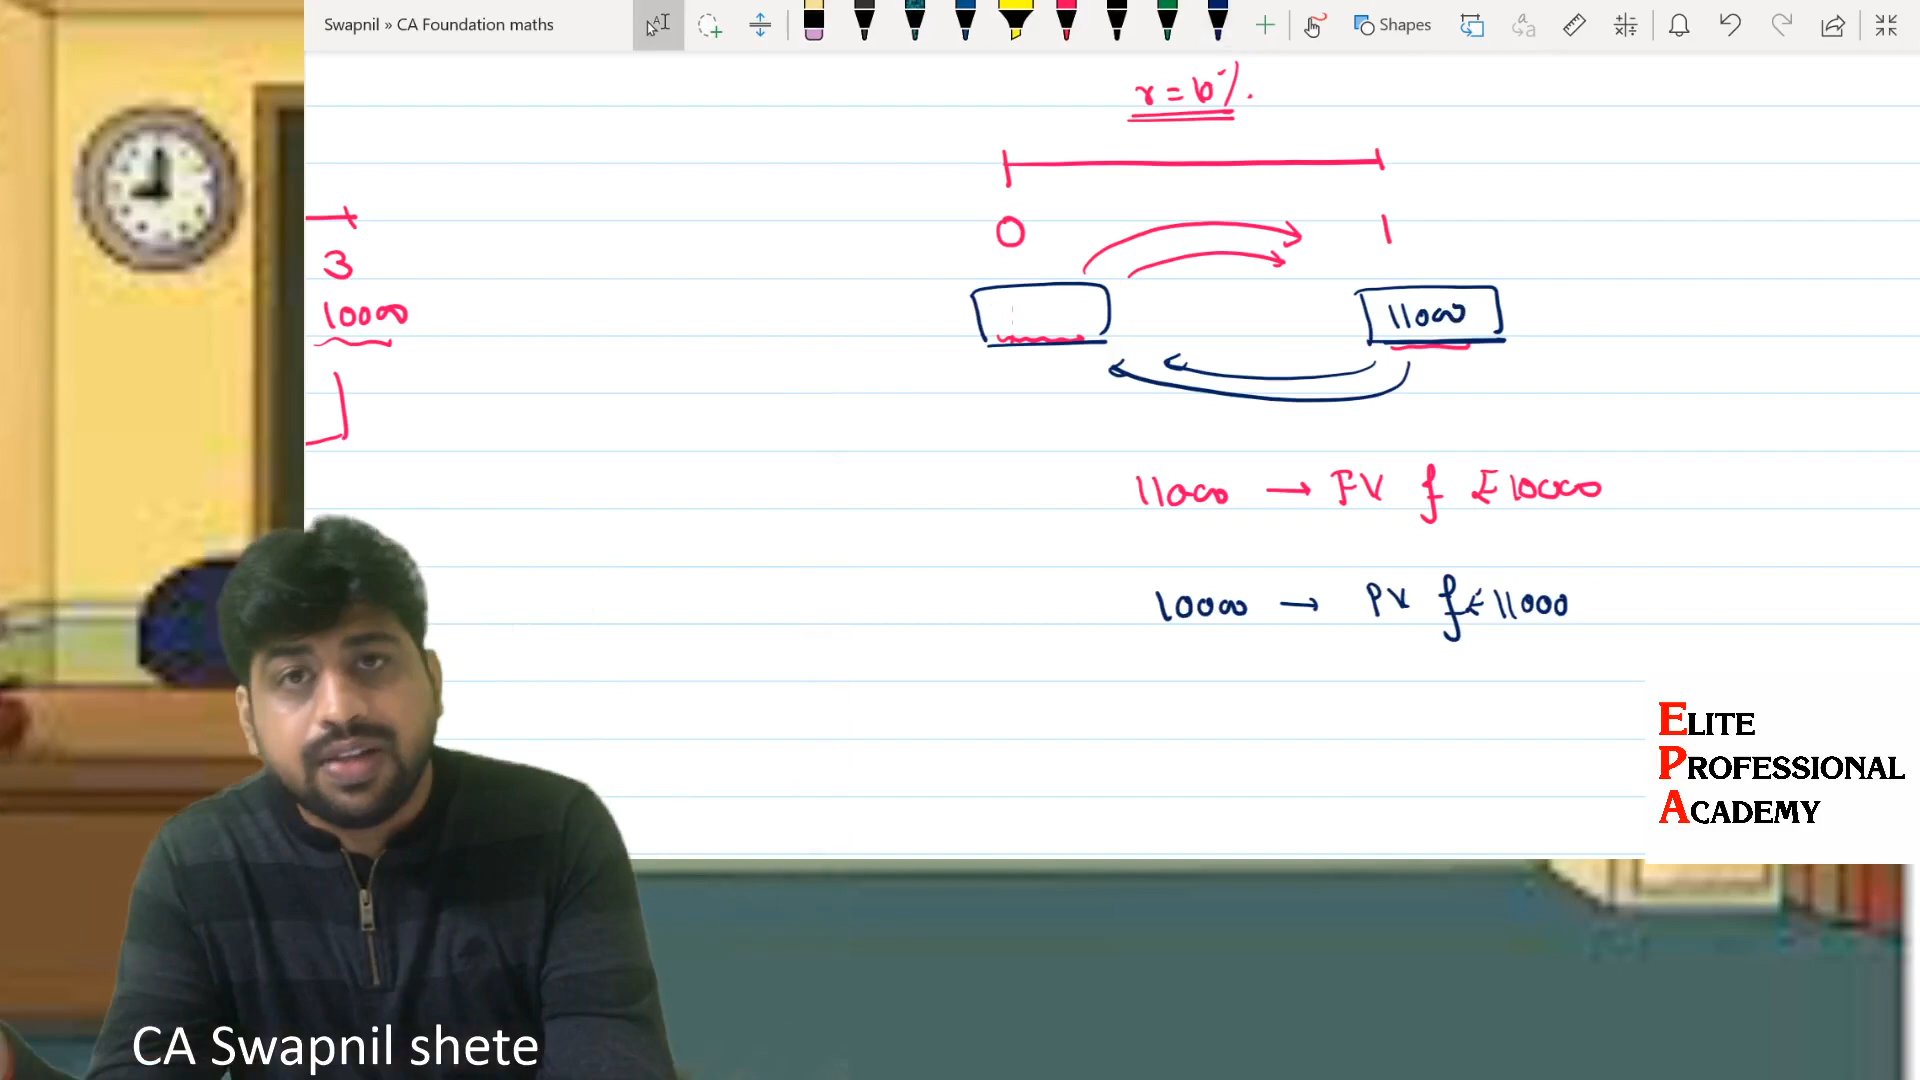 Swapnil » CA Foundation maths
Shapes
r = 10%.
0 1
3
10000
11000
11000 → FV of ₹10000
10000 → PV of ₹11000
ELITE
PROFESSIONAL
ACADEMY
CA Swapnil shete